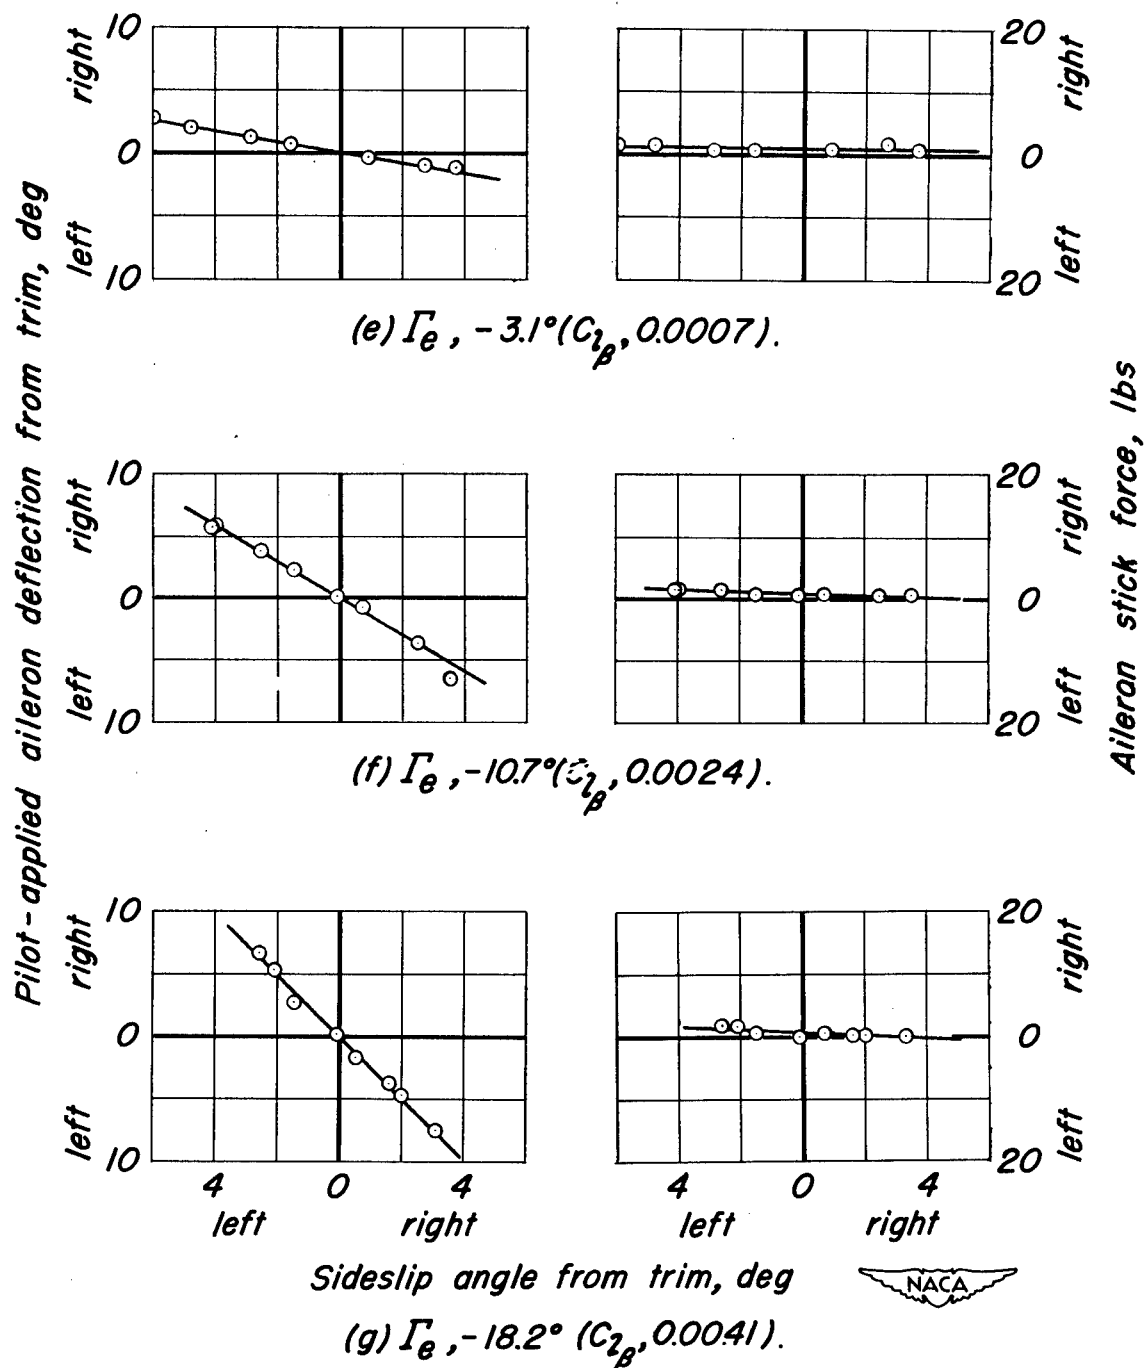 Pilot-applied aileron deflection from trim, deg
Aileron stick force, lbs
10
right
0
left
10
20
right
0
left
20
(e) Γe, -3.1° (Clβ, 0.0007).
10
right
0
left
10
20
right
0
left
20
(f) Γe, -10.7° (Clβ, 0.0024).
10
right
0
left
10
20
right
0
left
20
4 0 4
left right
4 0 4
left right
Sideslip angle from trim, deg
NACA
(g) Γe, -18.2° (Clβ, 0.0041).